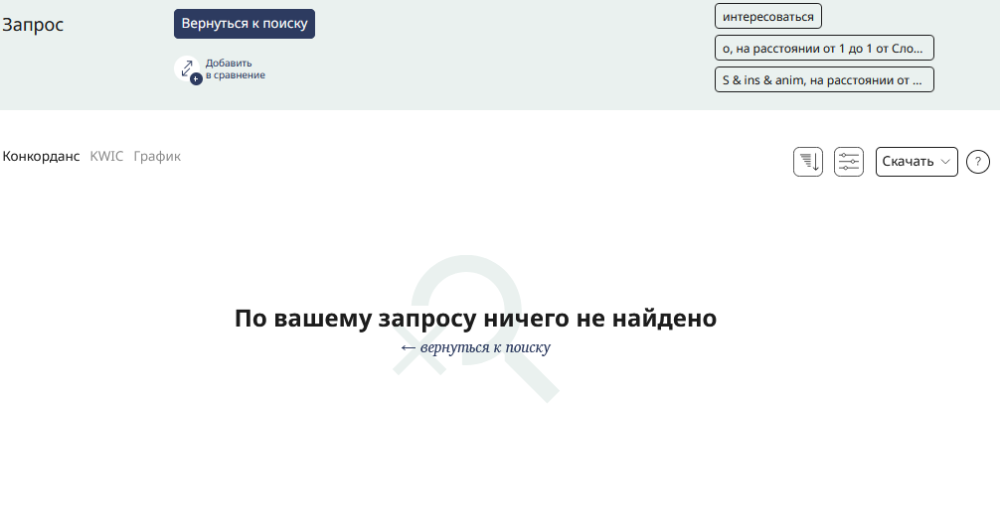 Запрос
Вернуться к поиску
Добавить
в сравнение
интересоваться
о, на расстоянии от 1 до 1 от Сло...
S & ins & anim, на расстоянии от ...
Конкорданс KWIC График
Скачать
?
По вашему запросу ничего не найдено
← вернуться к поиску